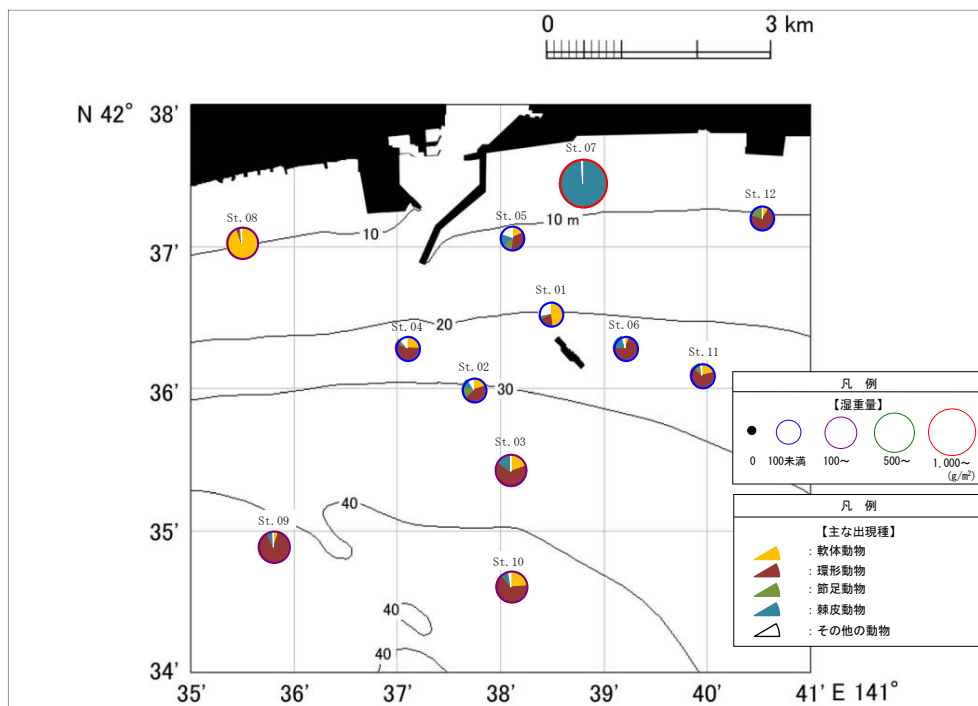 0 3 km
N 42° 38'
St. 07
St. 12
St. 08
St. 05
10 m
10
37'
St. 01
20
St. 04
St. 06
St. 11
St. 02
36'
30
St. 03
40
35'
St. 09
St. 10
40
40
34'
35' 36' 37' 38' 39' 40' 41' E 141°
凡 例
【湿重量】
0 100未満 100～ 500～ 1,000～
(g/m²)
凡 例
【主な出現種】
：軟体動物
：環形動物
：節足動物
：棘皮動物
：その他の動物